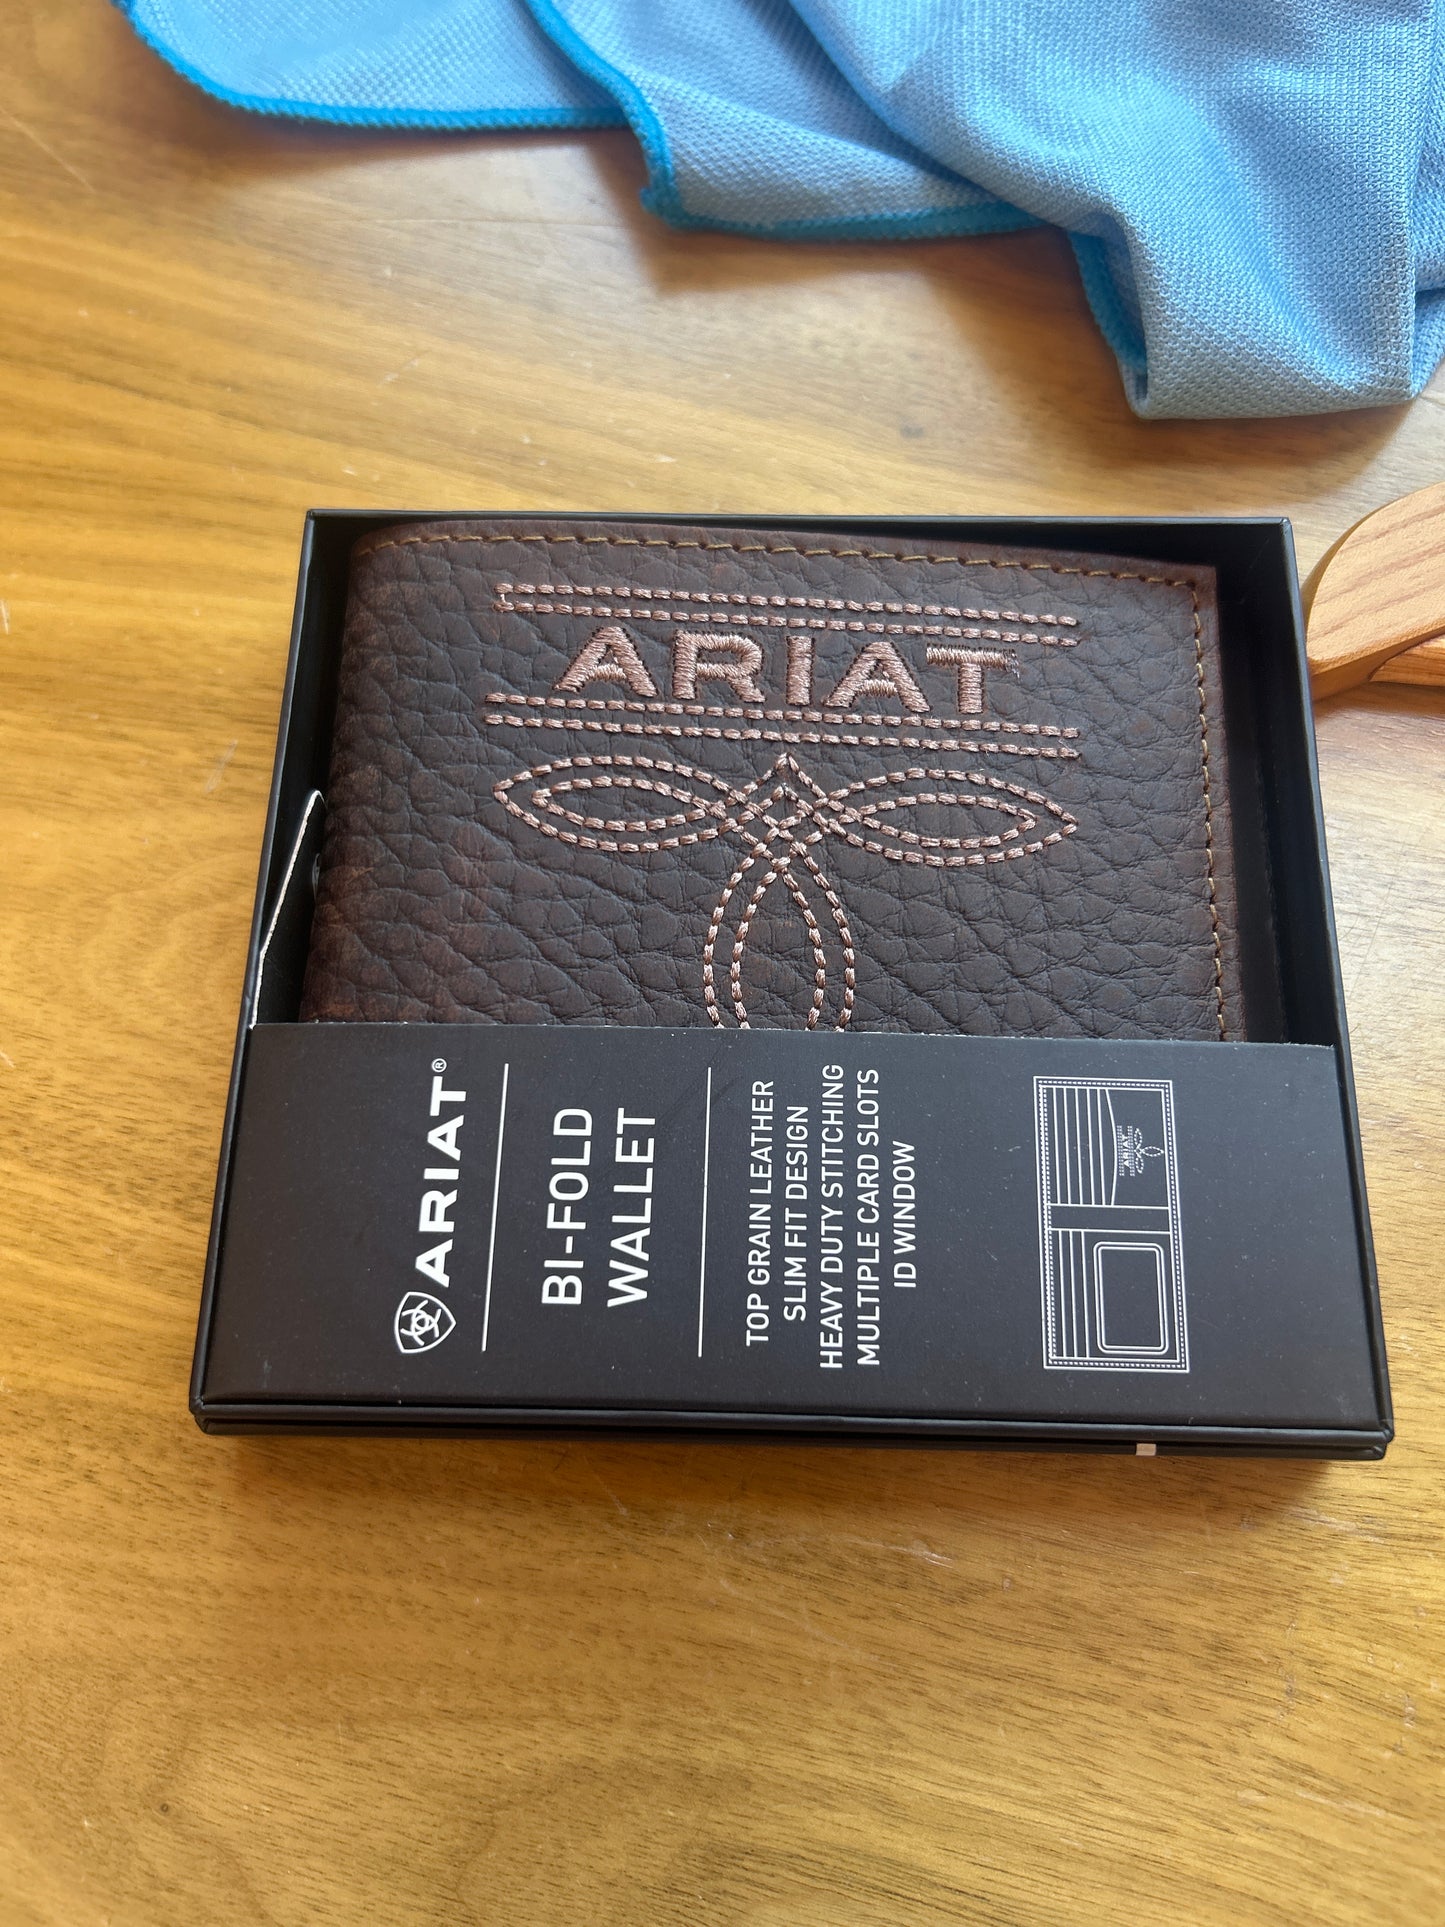 ARIAT
ARIAT®
BI-FOLD
WALLET
TOP GRAIN LEATHER
SLIM FIT DESIGN
HEAVY DUTY STITCHING
MULTIPLE CARD SLOTS
ID WINDOW
ARIAT